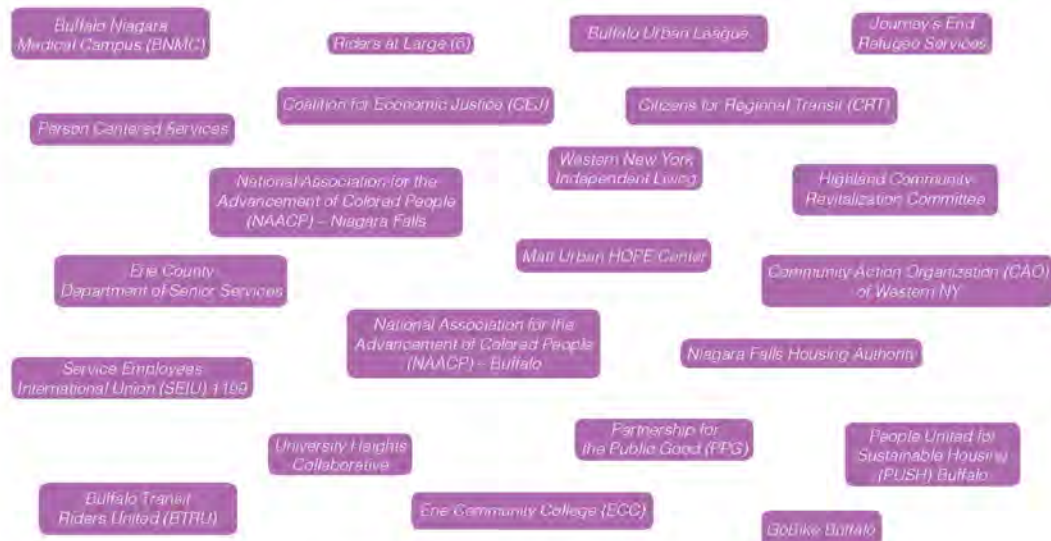 Buffalo Niagara
Medical Campus (BNMC)
Riders at Large (6)
Buffalo Urban League
Journey's End
Refugee Services
Coalition for Economic Justice (CEJ)
Citizens for Regional Transit (CRT)
Person Centered Services
Western New York
Independent Living
National Association for the
Advancement of Colored People
(NAACP) – Niagara Falls
Highland Community
Revitalization Committee
Matt Urban HOPE Center
Erie County
Department of Senior Services
Community Action Organization (CAO)
of Western NY
National Association for the
Advancement of Colored People
(NAACP) – Buffalo
Niagara Falls Housing Authority
Service Employees
International Union (SEIU) 1199
Partnership for
the Public Good (PPG)
People United for
Sustainable Housing
(PUSH) Buffalo
University Heights
Collaborative
Buffalo Transit
Riders United (BTRU)
Erie Community College (ECC)
GoBike Buffalo